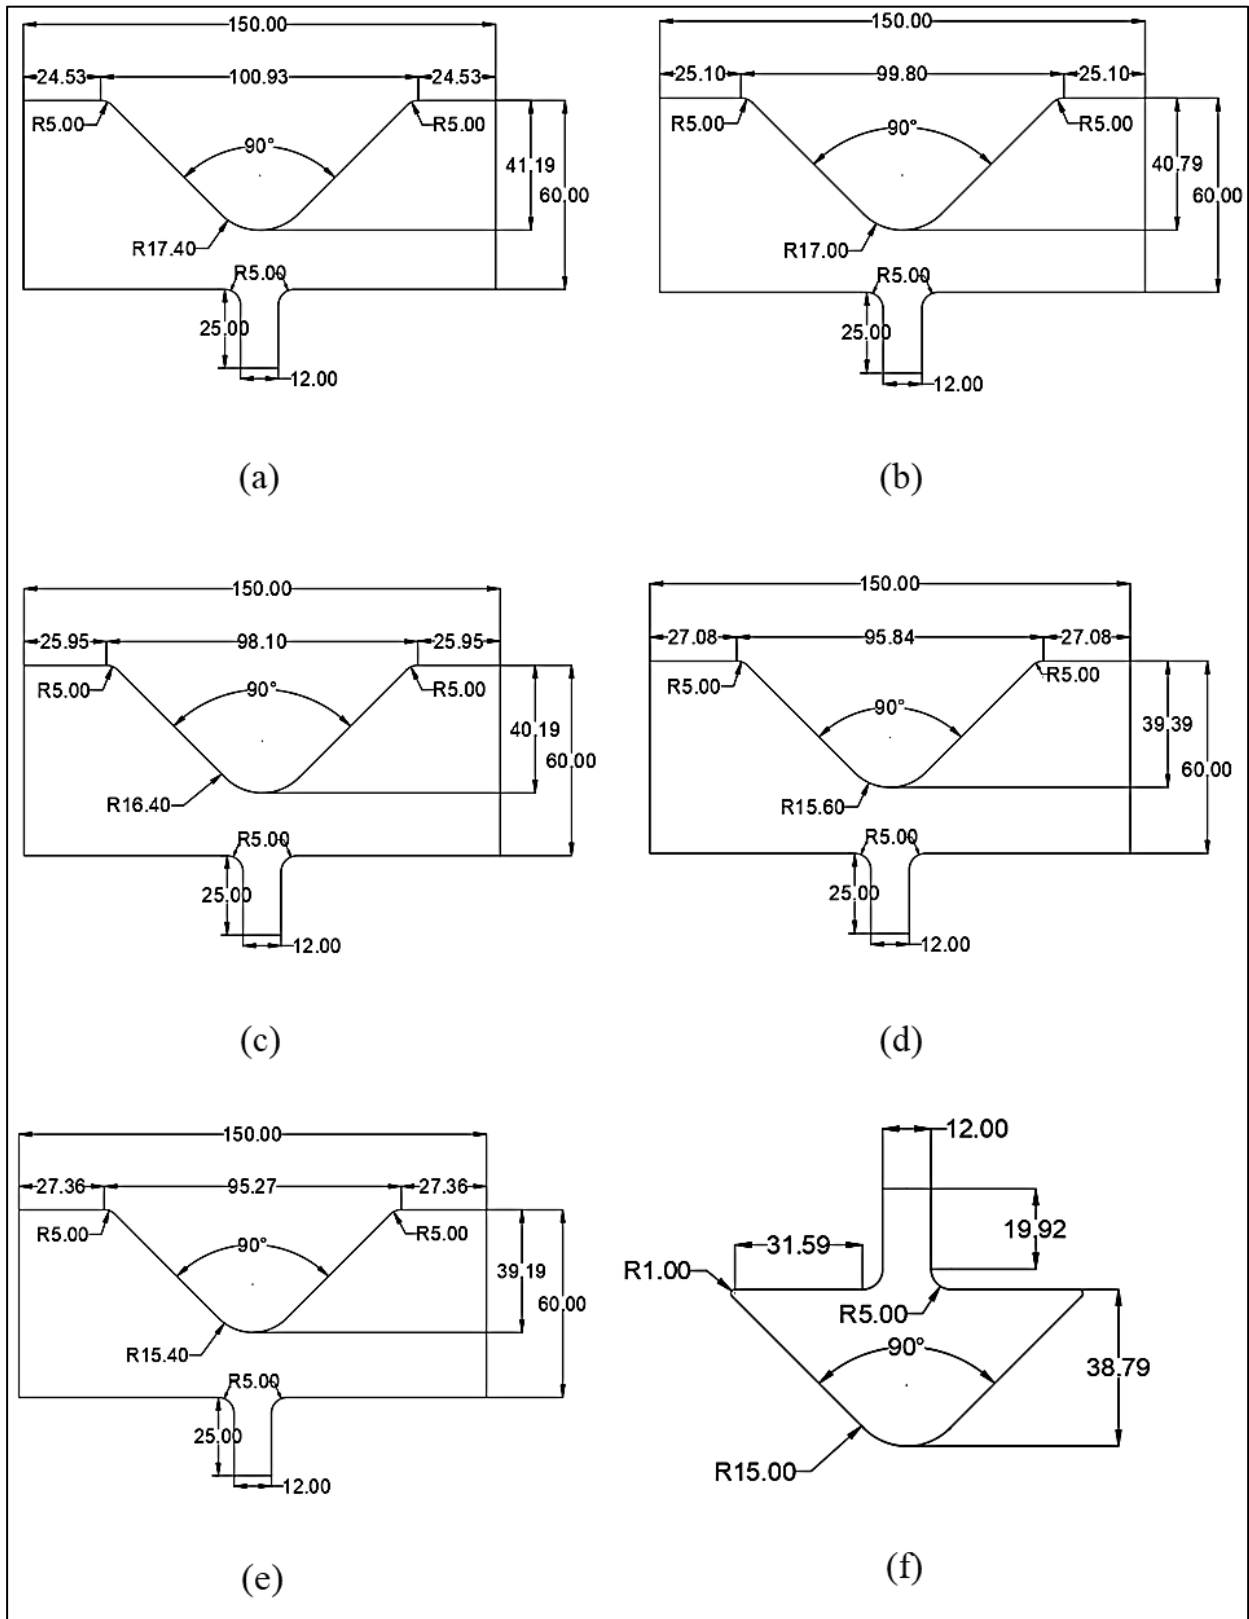 150.00
24.53 100.93 24.53
R5.00 R5.00
90°
41.19
60.00
R17.40
R5.00
25.00
12.00
(a)
150.00
25.10 99.80 25.10
R5.00 R5.00
90°
40.79
60.00
R17.00
R5.00
25.00
12.00
(b)
150.00
25.95 98.10 25.95
R5.00 R5.00
90°
40.19
60.00
R16.40
R5.00
25.00
12.00
(c)
150.00
27.08 95.84 27.08
R5.00 R5.00
90°
39.39
60.00
R15.60
R5.00
25.00
12.00
(d)
150.00
27.36 95.27 27.36
R5.00 R5.00
90°
39.19
60.00
R15.40
R5.00
25.00
12.00
(e)
12.00
19.92
31.59
R1.00
R5.00
90°
38.79
R15.00
(f)